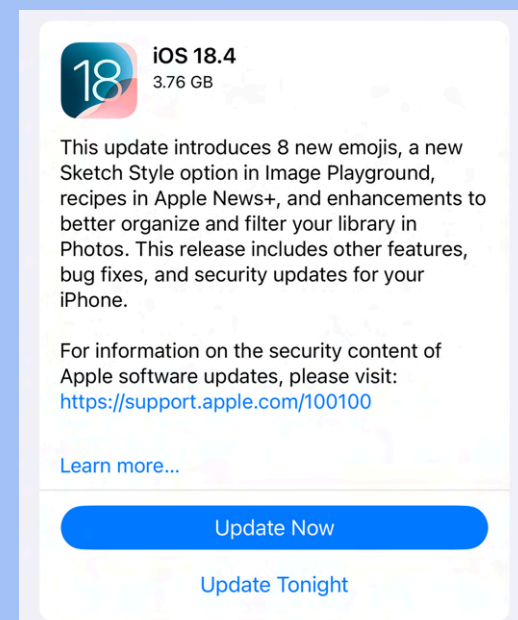 18
iOS 18.4
3.76 GB
This update introduces 8 new emojis, a new
Sketch Style option in Image Playground,
recipes in Apple News+, and enhancements to
better organize and filter your library in
Photos. This release includes other features,
bug fixes, and security updates for your
iPhone.
For information on the security content of
Apple software updates, please visit:
https://support.apple.com/100100
Learn more...
Update Now
Update Tonight